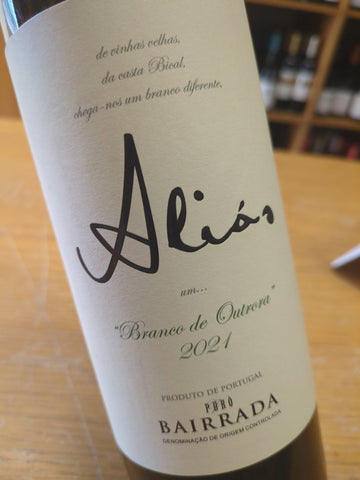 de vinhas velhas,
da casta Bical,
chega-nos um branco diferente.
Aliás,
um...
"Branco de Outrora"
2021
PRODUTO DE PORTUGAL
PURO
BAIRRADA
DENOMINAÇÃO DE ORIGEM CONTROLADA